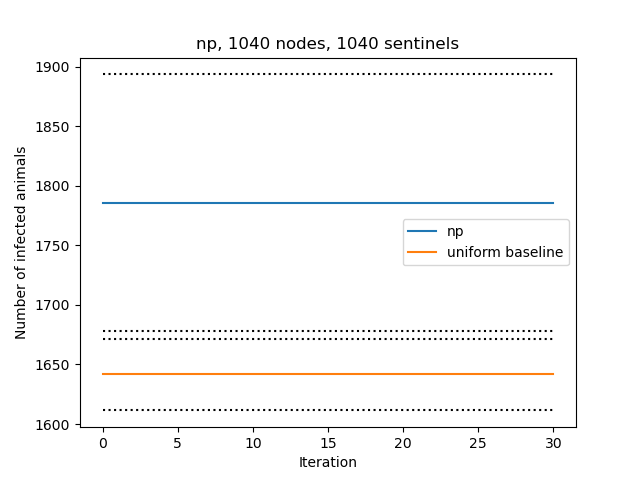 np, 1040 nodes, 1040 sentinels
1900
1850
1800
1750
1700
1650
1600
Number of infected animals
np
uniform baseline
0 5 10 15 20 25 30
Iteration